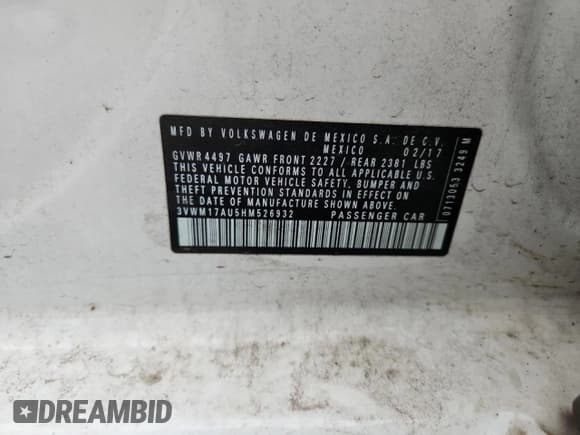 MFD BY VOLKSWAGEN DE MEXICO S.A. DE C.V.
MEXICO 02/17
GVWR 4497 GAWR FRONT 2227 / REAR 2381 LBS
THIS VEHICLE CONFORMS TO ALL APPLICABLE U.S.
FEDERAL MOTOR VEHICLE SAFETY, BUMPER AND
THEFT PREVENTION STANDARDS IN EFFECT ON
THE DATE OF MANUFACTURE SHOWN ABOVE.
3VWM17AU5HM526932 PASSENGER CAR
0713053 3249 M
DREAMBID